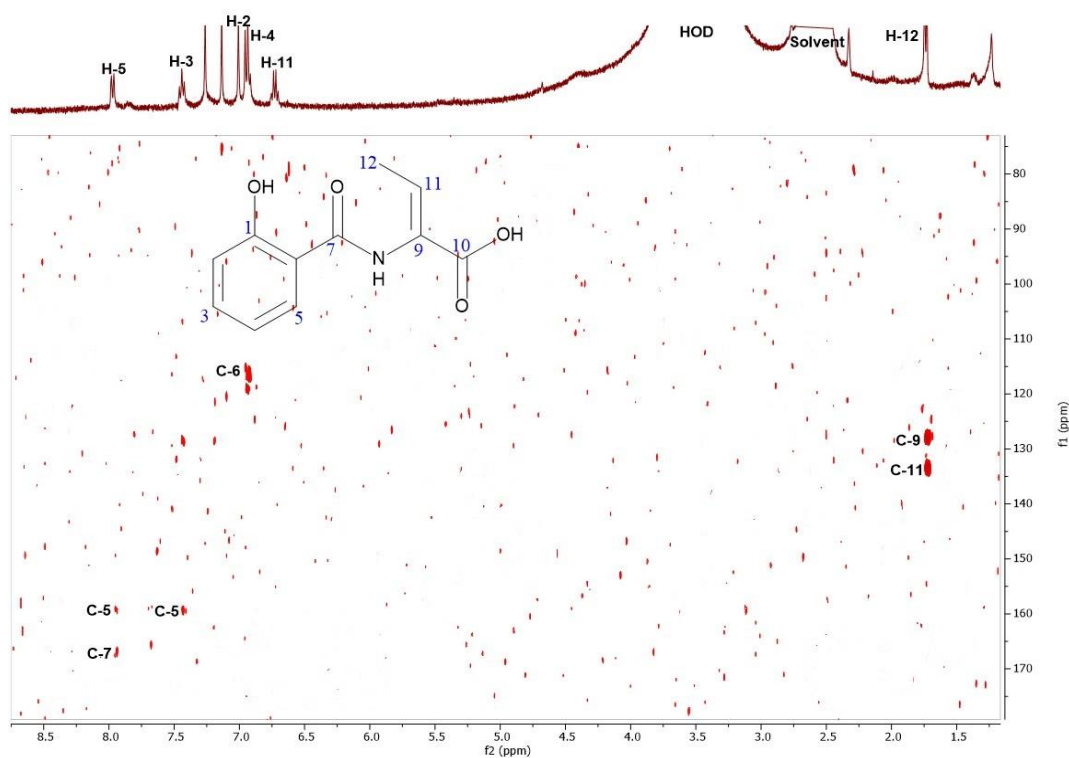 H-5
H-3
H-2
H-4
H-11
HOD
Solvent
H-12
12
11
OH
O
1
7
N
H
9
10
OH
O
3
5
C-6
C-9
C-11
C-5
C-5
C-7
80
90
100
110
120
130
140
150
160
170
f1 (ppm)
8.5 8.0 7.5 7.0 6.5 6.0 5.5 5.0 4.5 4.0 3.5 3.0 2.5 2.0 1.5
f2 (ppm)